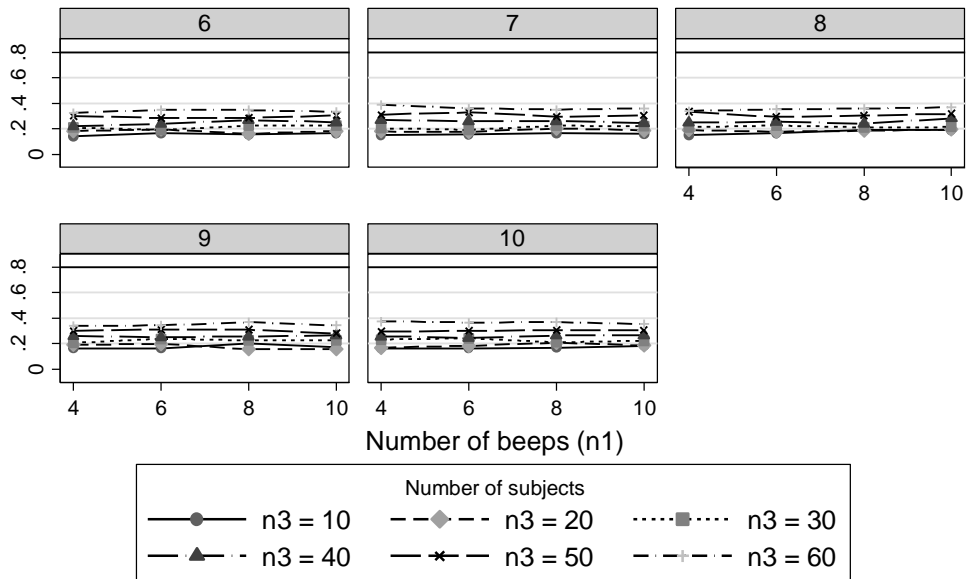 6 7 8
.8
.6
.4
.2
0
4 6 8 10
9 10
.8
.6
.4
.2
0
4 6 8 10 4 6 8 10
Number of beeps (n1)
Number of subjects
n3 = 10 n3 = 20 n3 = 30
n3 = 40 n3 = 50 n3 = 60